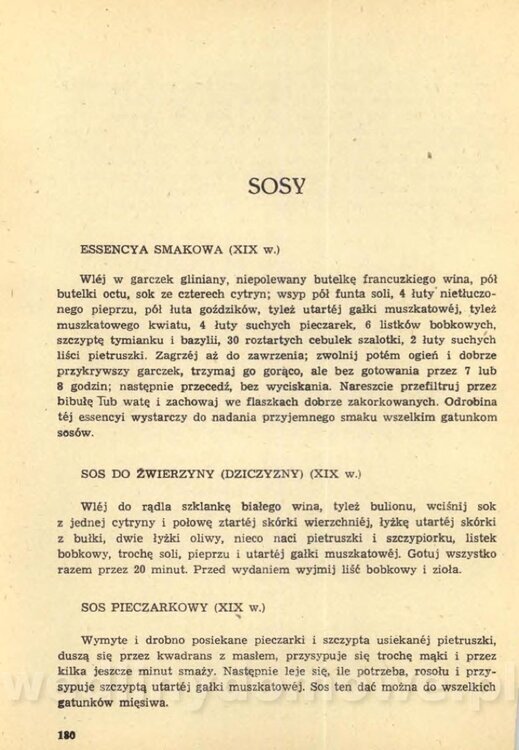 SOSY
ESSENCYA SMAKOWA (XIX w.)
Wléj w garczek gliniany, niepolewany butelkę francuzkiego wina, pół
butelki octu, sok ze czterech cytryn; wsyp pół funta soli, 4 łuty nietłuczo-
nego pieprzu, pół łuta goździków, tyleż utartéj gałki muszkatowéj, tyleż
muszkatowego kwiatu, 4 łuty suchych pieczarek, 6 listków bobkowych,
szczyptę tymianku i bazylii, 30 roztartych cebulek szalotki, 2 łuty suchych
liści pietruszki. Zagrzéj aż do zawrzenia; zwolnij potém ogień i dobrze
przykrywszy garczek, trzymaj go gorąco, ale bez gotowania przez 7 lub
8 godzin; następnie przecedź, bez wyciskania. Nareszcie przefiltruj przez
bibułę Tub watę i zachowaj we flaszkach dobrze zakorkowanych. Odrobina
téj essencyi wystarczy do nadania przyjemnego smaku wszelkim gatunkom
sosów.
SOS DO ŹWIERZYNY (DZICZYZNY) (XIX w.)
Wléj do rądla szklankę białego wina, tyleż bulionu, wciśnij sok
z jednej cytryny i połowę ztartéj skórki wierzchniéj, łyżkę utartéj skórki
z bułki, dwie łyżki oliwy, nieco naci pietruszki i szczypiorku, listek
bobkowy, trochę soli, pieprzu i utartéj gałki muszkatowéj. Gotuj wszystko
razem przez 20 minut. Przed wydaniem wyjmij liść bobkowy i zioła.
SOS PIECZARKOWY (XIX w.)
Wymyte i drobno posiekane pieczarki i szczypta usiekanéj pietruszki,
duszą się przez kwadrans z masłem, przysypuje się trochę mąki i przez
kilka jeszcze minut smaży. Następnie leje się, ile potrzeba, rosołu i przy-
sypuje szczyptą utartéj gałki muszkatowéj. Sos ten dać można do wszelkich
gatunków mięsiwa.
180